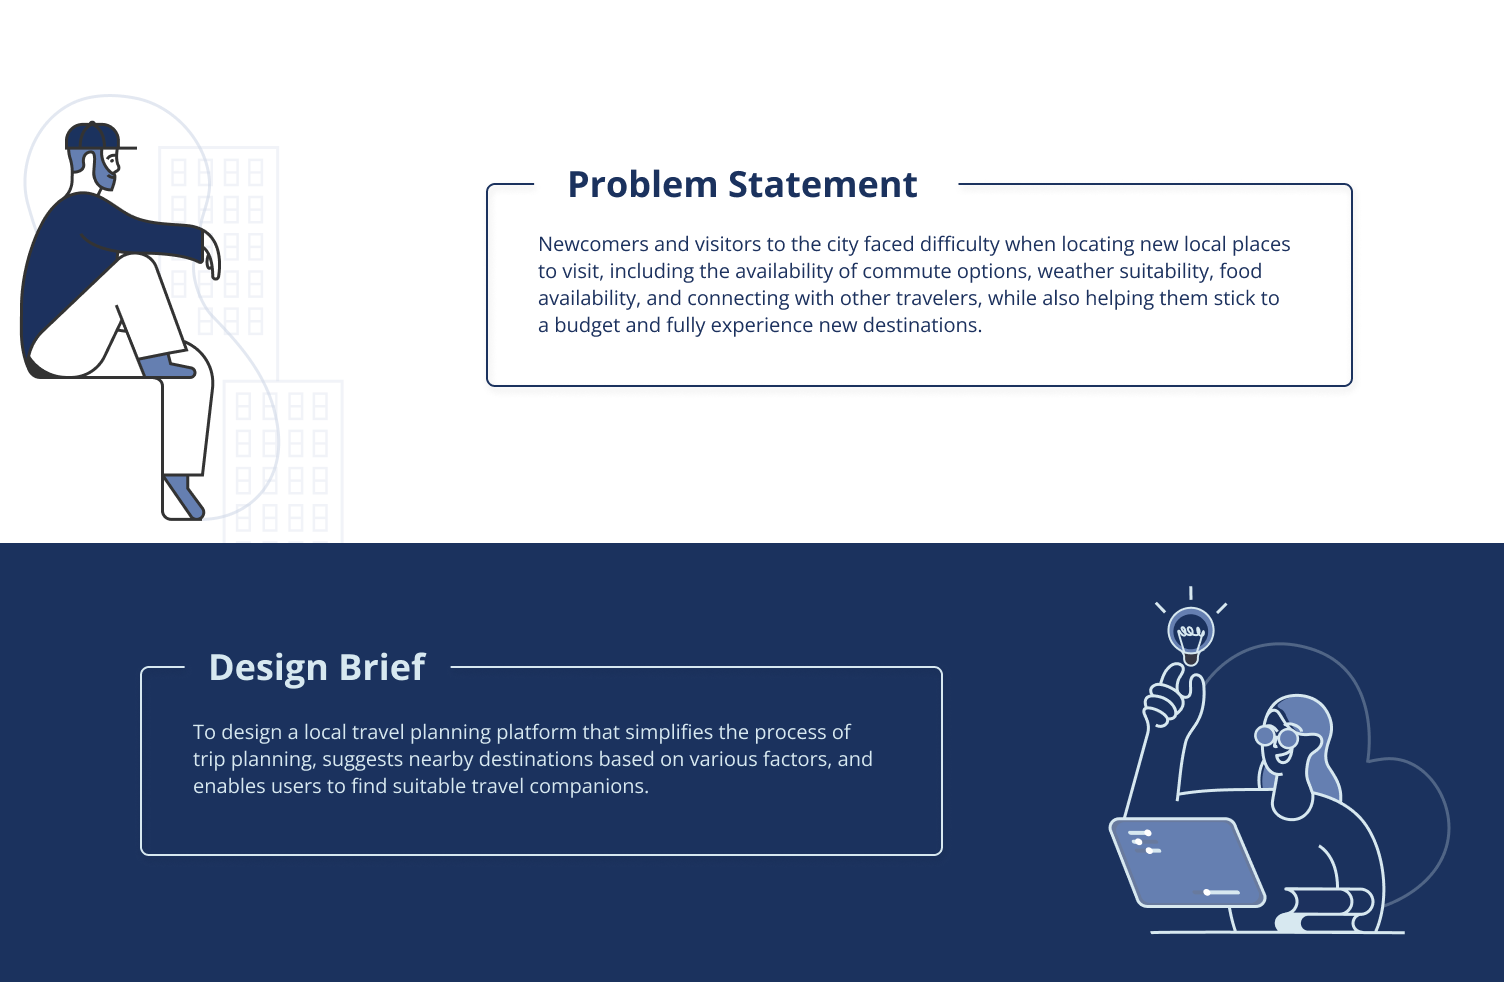 Problem Statement
Newcomers and visitors to the city faced difficulty when locating new local places
to visit, including the availability of commute options, weather suitability, food
availability, and connecting with other travelers, while also helping them stick to
a budget and fully experience new destinations.
Design Brief
To design a local travel planning platform that simplifies the process of
trip planning, suggests nearby destinations based on various factors, and
enables users to find suitable travel companions.